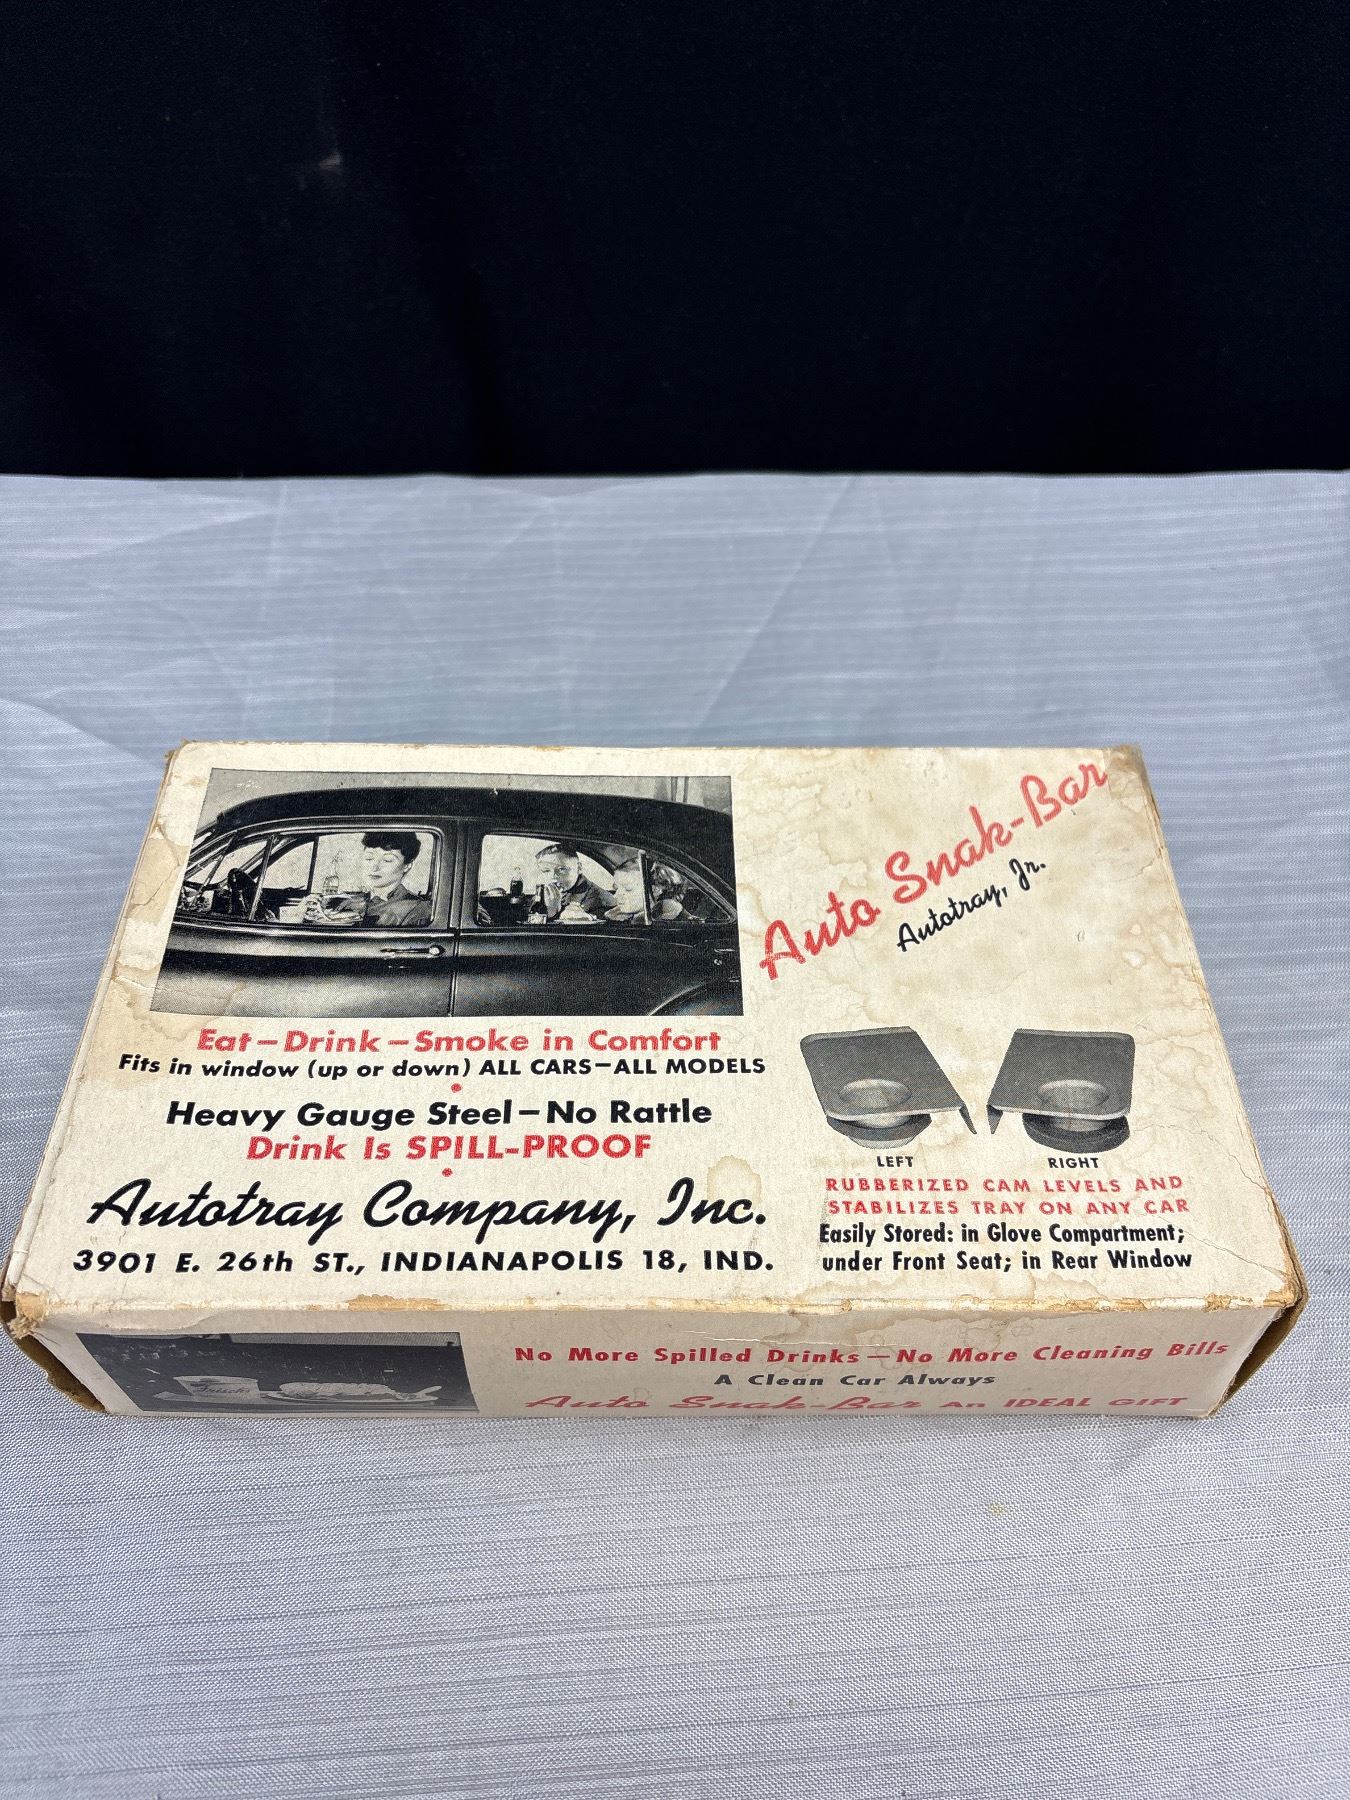 Auto Snak-Bar
Autotray, Jr.
Eat-Drink-Smoke in Comfort
Fits in window (up or down) ALL CARS-ALL MODELS
Heavy Gauge Steel-No Rattle
Drink Is SPILL-PROOF
Autotray Company, Inc.
3901 E. 26th ST., INDIANAPOLIS 18, IND.
LEFT
RIGHT
RUBBERIZED CAM LEVELS AND
STABILIZES TRAY ON ANY CAR
Easily Stored: in Glove Compartment;
under Front Seat; in Rear Window
Frisch's
No More Spilled Drinks-No More Cleaning Bills
A Clean Car Always
Auto Snak-Bar An IDEAL GIFT